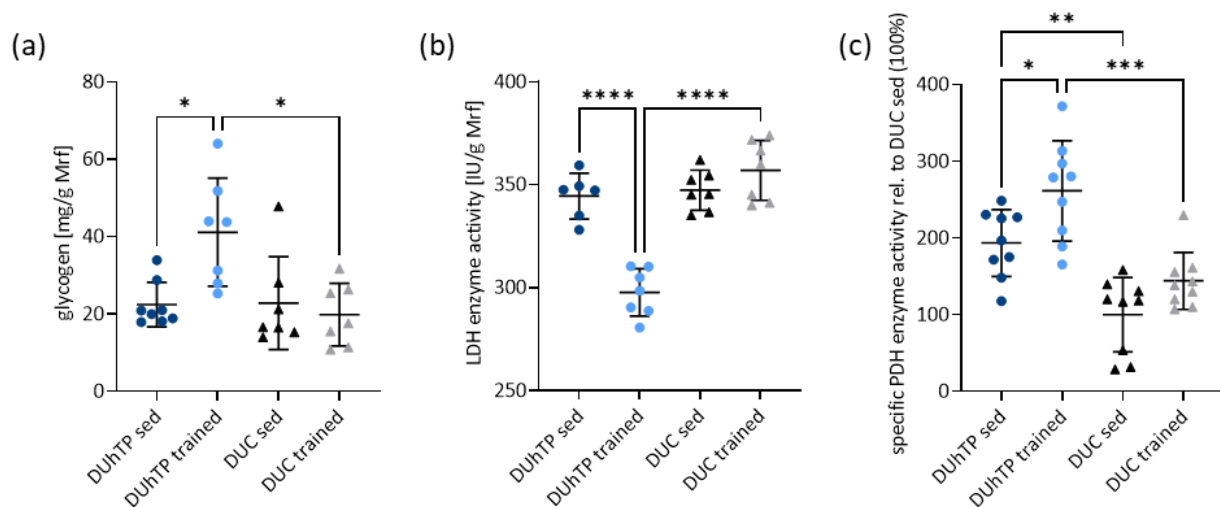 (a)
glycogen [mg/g Mrf]
80
60
40
20
0
*
*
DUhTP sed
DUhTP trained
DUC sed
DUC trained
(b)
LDH enzyme activity [IU/g Mrf]
400
350
300
250
****
****
DUhTP sed
DUhTP trained
DUC sed
DUC trained
(c)
specific PDH enzyme activity rel. to DUC sed (100%)
400
300
200
100
0
**
*
***
DUhTP sed
DUhTP trained
DUC sed
DUC trained